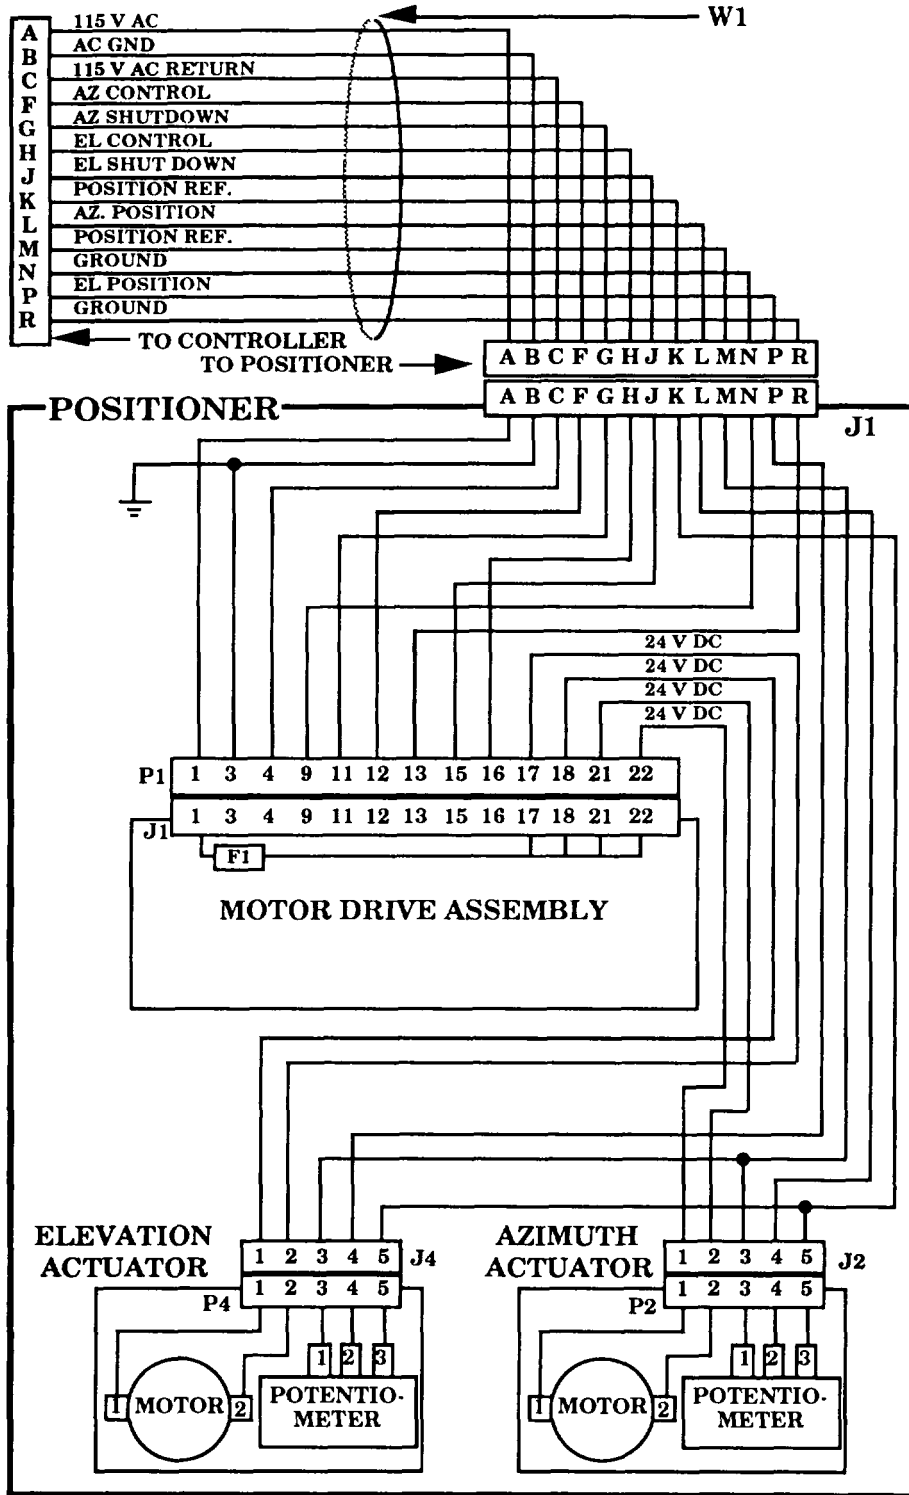 W1
A 115 V AC
B AC GND
C 115 V AC RETURN
F AZ CONTROL
G AZ SHUTDOWN
H EL CONTROL
J EL SHUT DOWN
K POSITION REF.
L AZ. POSITION
M POSITION REF.
N GROUND
P EL POSITION
R GROUND
TO CONTROLLER
TO POSITIONER
A B C F G H J K L M N P R
A B C F G H J K L M N P R
POSITIONER
J1
24 V DC
24 V DC
24 V DC
24 V DC
P1 1 3 4 9 11 12 13 15 16 17 18 21 22
J1 1 3 4 9 11 12 13 15 16 17 18 21 22
F1
MOTOR DRIVE ASSEMBLY
ELEVATION
ACTUATOR
1 2 3 4 5 J4
P4 1 2 3 4 5
1 2 3
1 MOTOR 2
POTENTIO-
METER
AZIMUTH
ACTUATOR
1 2 3 4 5 J2
P2 1 2 3 4 5
1 2 3
1 MOTOR 2
POTENTIO-
METER